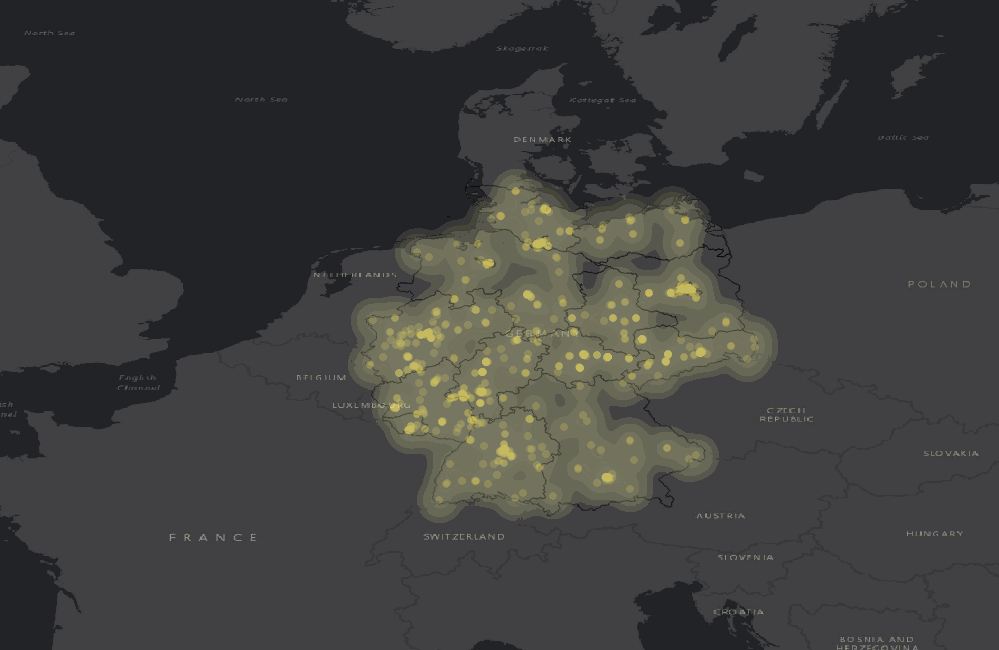 North Sea
Skagerrak
North Sea
Kattegat Sea
Baltic Sea
DENMARK
NETHERLANDS
POLAND
GERMANY
BELGIUM
English
Channel
LUXEMBOURG
CZECH
REPUBLIC
SLOVAKIA
AUSTRIA
FRANCE
SWITZERLAND
HUNGARY
SLOVENIA
CROATIA
BOSNIA AND
HERZEGOVINA